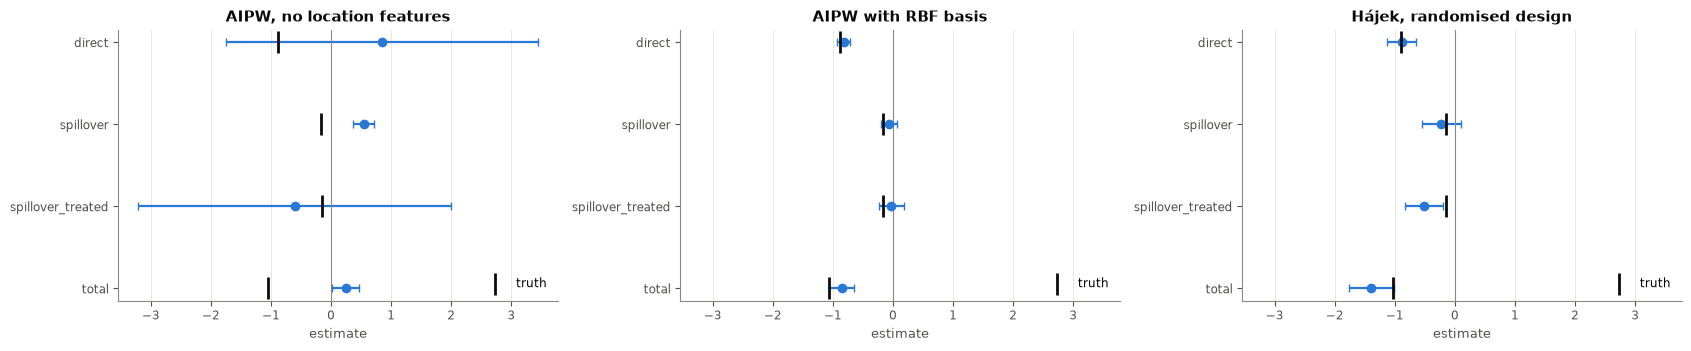 AIPW, no location features
direct
spillover
spillover_treated
total
truth
−3 −2 −1 0 1 2 3
estimate
AIPW with RBF basis
direct
spillover
spillover_treated
total
truth
−3 −2 −1 0 1 2 3
estimate
Hájek, randomised design
direct
spillover
spillover_treated
total
truth
−3 −2 −1 0 1 2 3
estimate